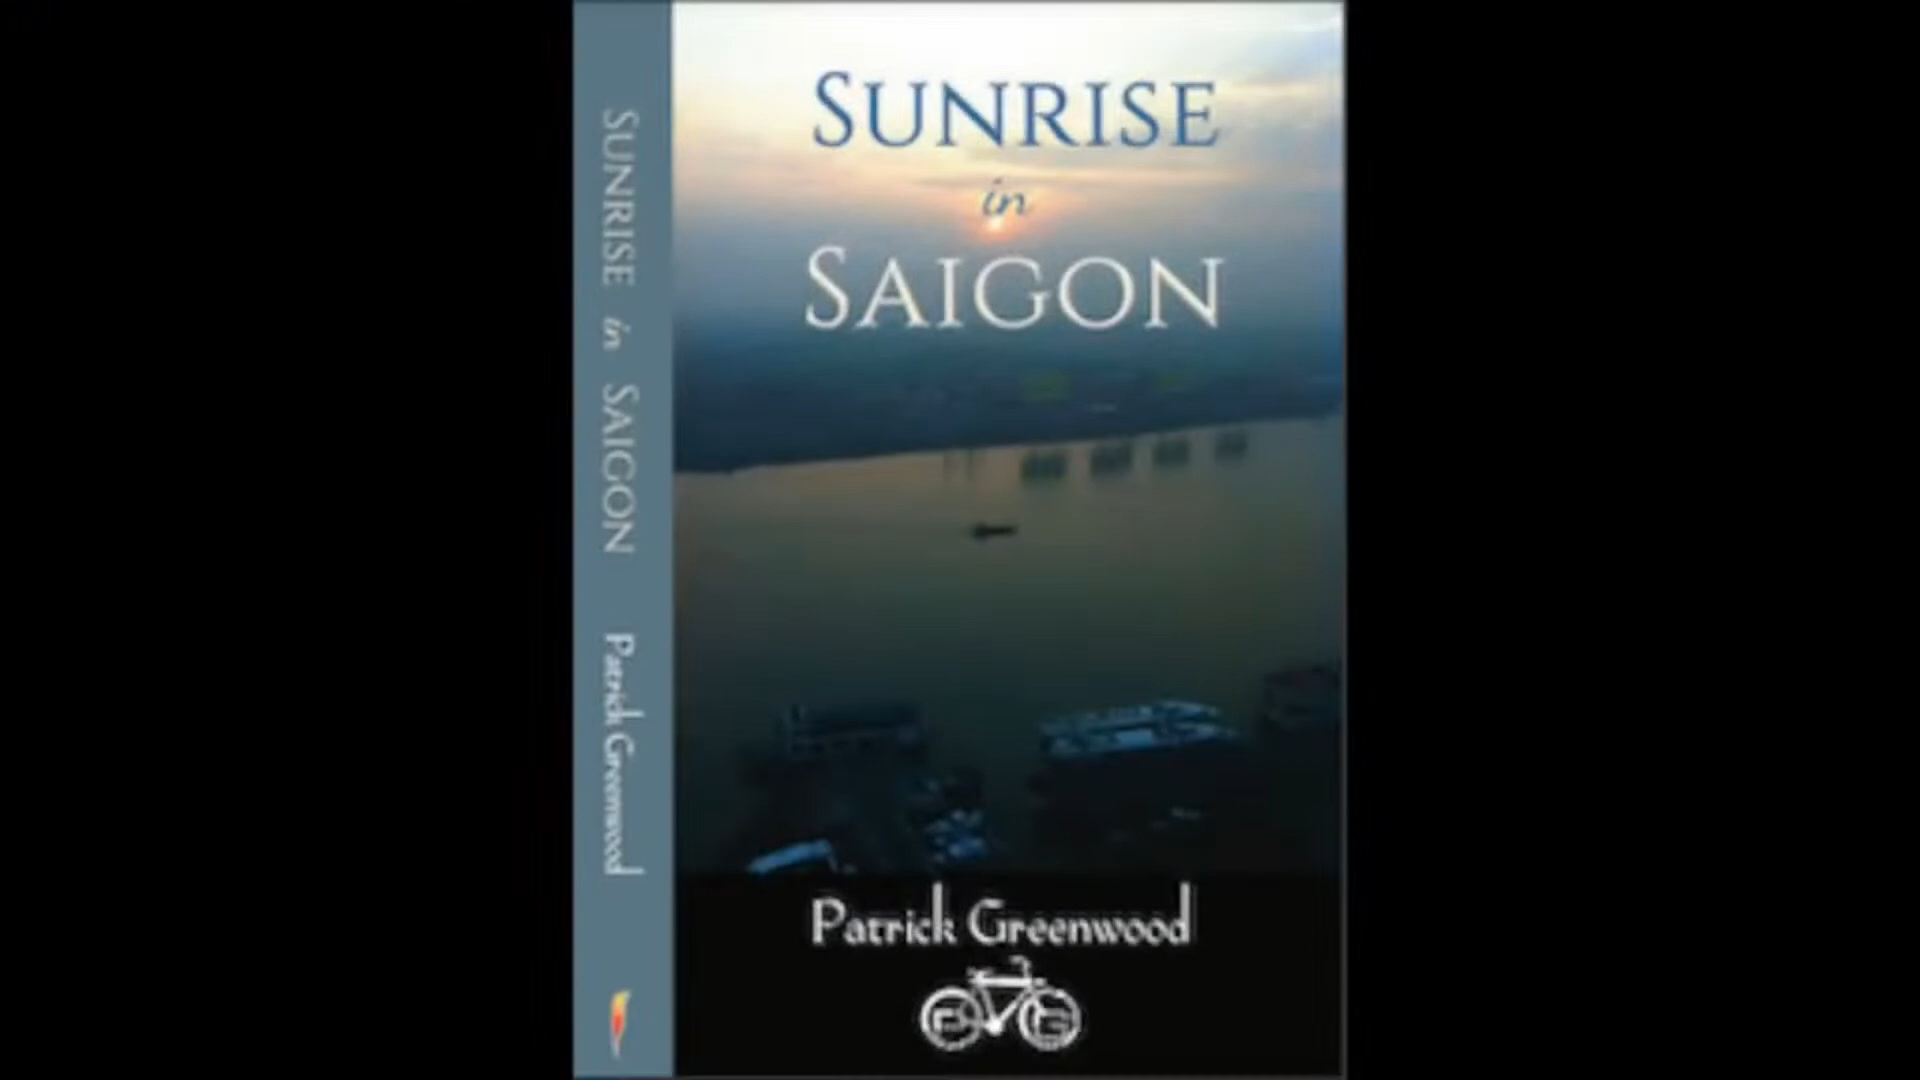 SUNRISE in SAIGON Patrick Greenwood
SUNRISE
in
SAIGON
Patrick Greenwood
P G